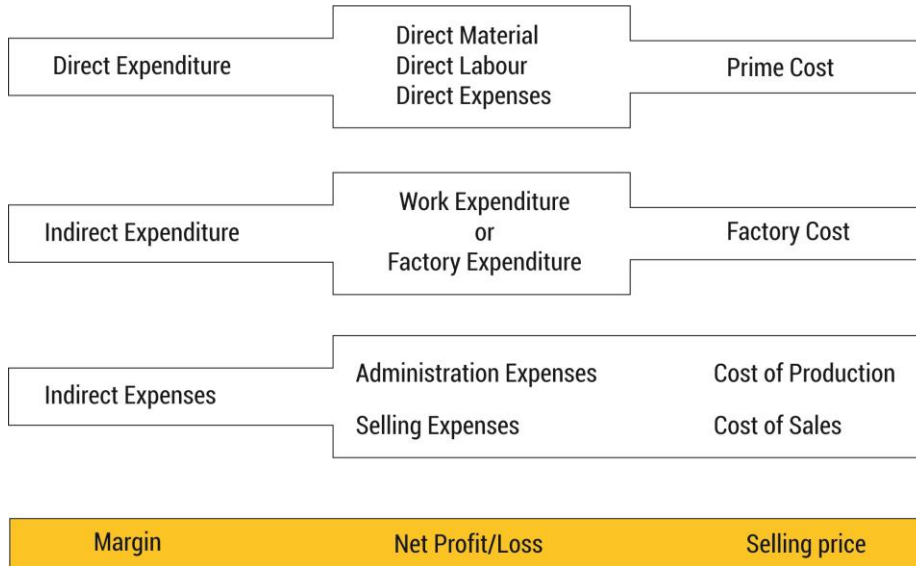 Direct Expenditure
Direct Material
Direct Labour
Direct Expenses
Prime Cost
Indirect Expenditure
Work Expenditure
or
Factory Expenditure
Factory Cost
Indirect Expenses
Administration Expenses
Cost of Production
Selling Expenses
Cost of Sales
Margin
Net Profit/Loss
Selling price